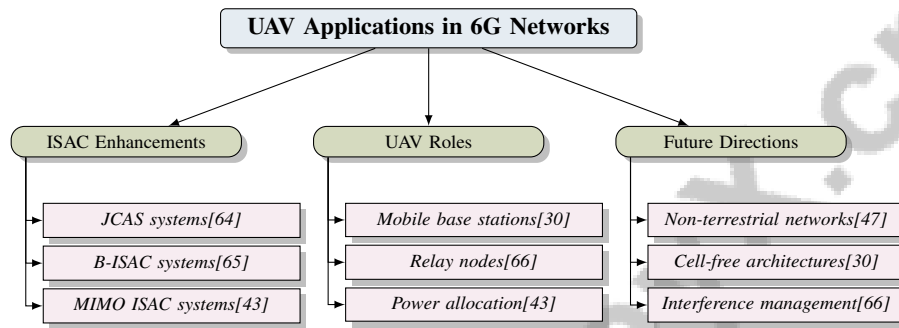 UAV Applications in 6G Networks
ISAC Enhancements
UAV Roles
Future Directions
JCAS systems[64]
Mobile base stations[30]
Non-terrestrial networks[47]
B-ISAC systems[65]
Relay nodes[66]
Cell-free architectures[30]
MIMO ISAC systems[43]
Power allocation[43]
Interference management[66]